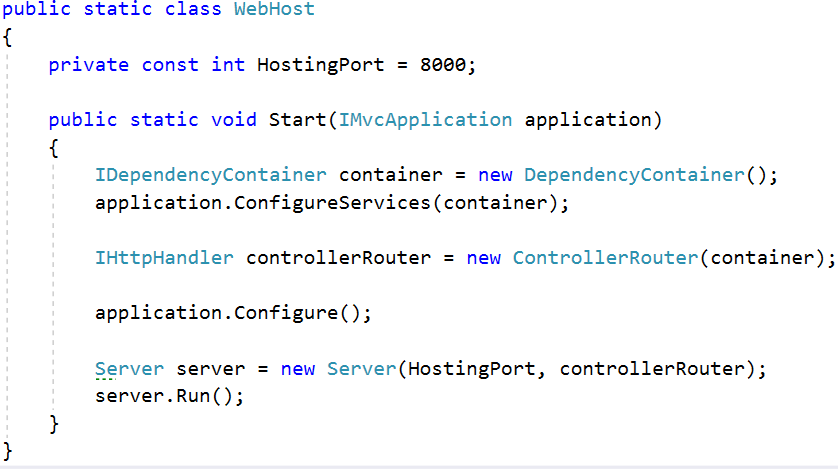 public static class WebHost
{
    private const int HostingPort = 8000;

    public static void Start(IMvcApplication application)
    {
        IDependencyContainer container = new DependencyContainer();
        application.ConfigureServices(container);

        IHttpHandler controllerRouter = new ControllerRouter(container);

        application.Configure();

        Server server = new Server(HostingPort, controllerRouter);
        server.Run();
    }
}